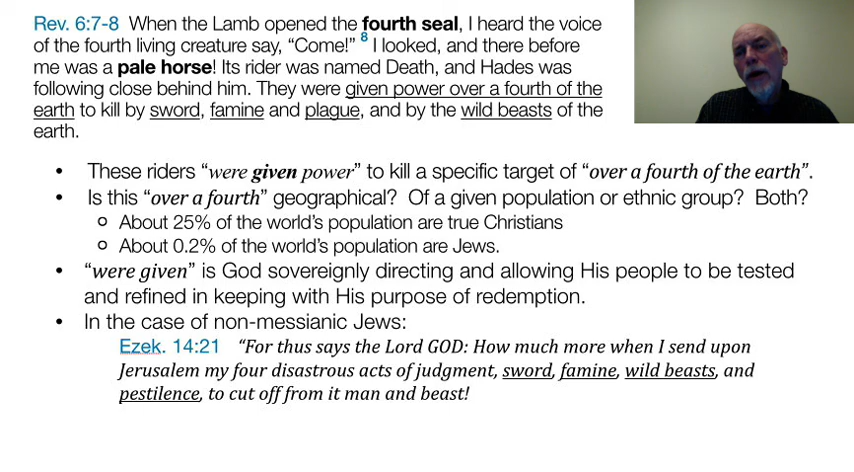 Rev. 6:7-8  When the Lamb opened the fourth seal, I heard the voice
of the fourth living creature say, “Come!” 8 I looked, and there before
me was a pale horse! Its rider was named Death, and Hades was
following close behind him. They were given power over a fourth of the
earth to kill by sword, famine and plague, and by the wild beasts of the
earth.
• These riders “were given power” to kill a specific target of “over a fourth of the earth”.
• Is this “over a fourth” geographical?  Of a given population or ethnic group?  Both?
o About 25% of the world’s population are true Christians
o About 0.2% of the world’s population are Jews.
• “were given” is God sovereignly directing and allowing His people to be tested
and refined in keeping with His purpose of redemption.
• In the case of non-messianic Jews:
Ezek. 14:21  “For thus says the Lord GOD: How much more when I send upon
Jerusalem my four disastrous acts of judgment, sword, famine, wild beasts, and
pestilence, to cut off from it man and beast!